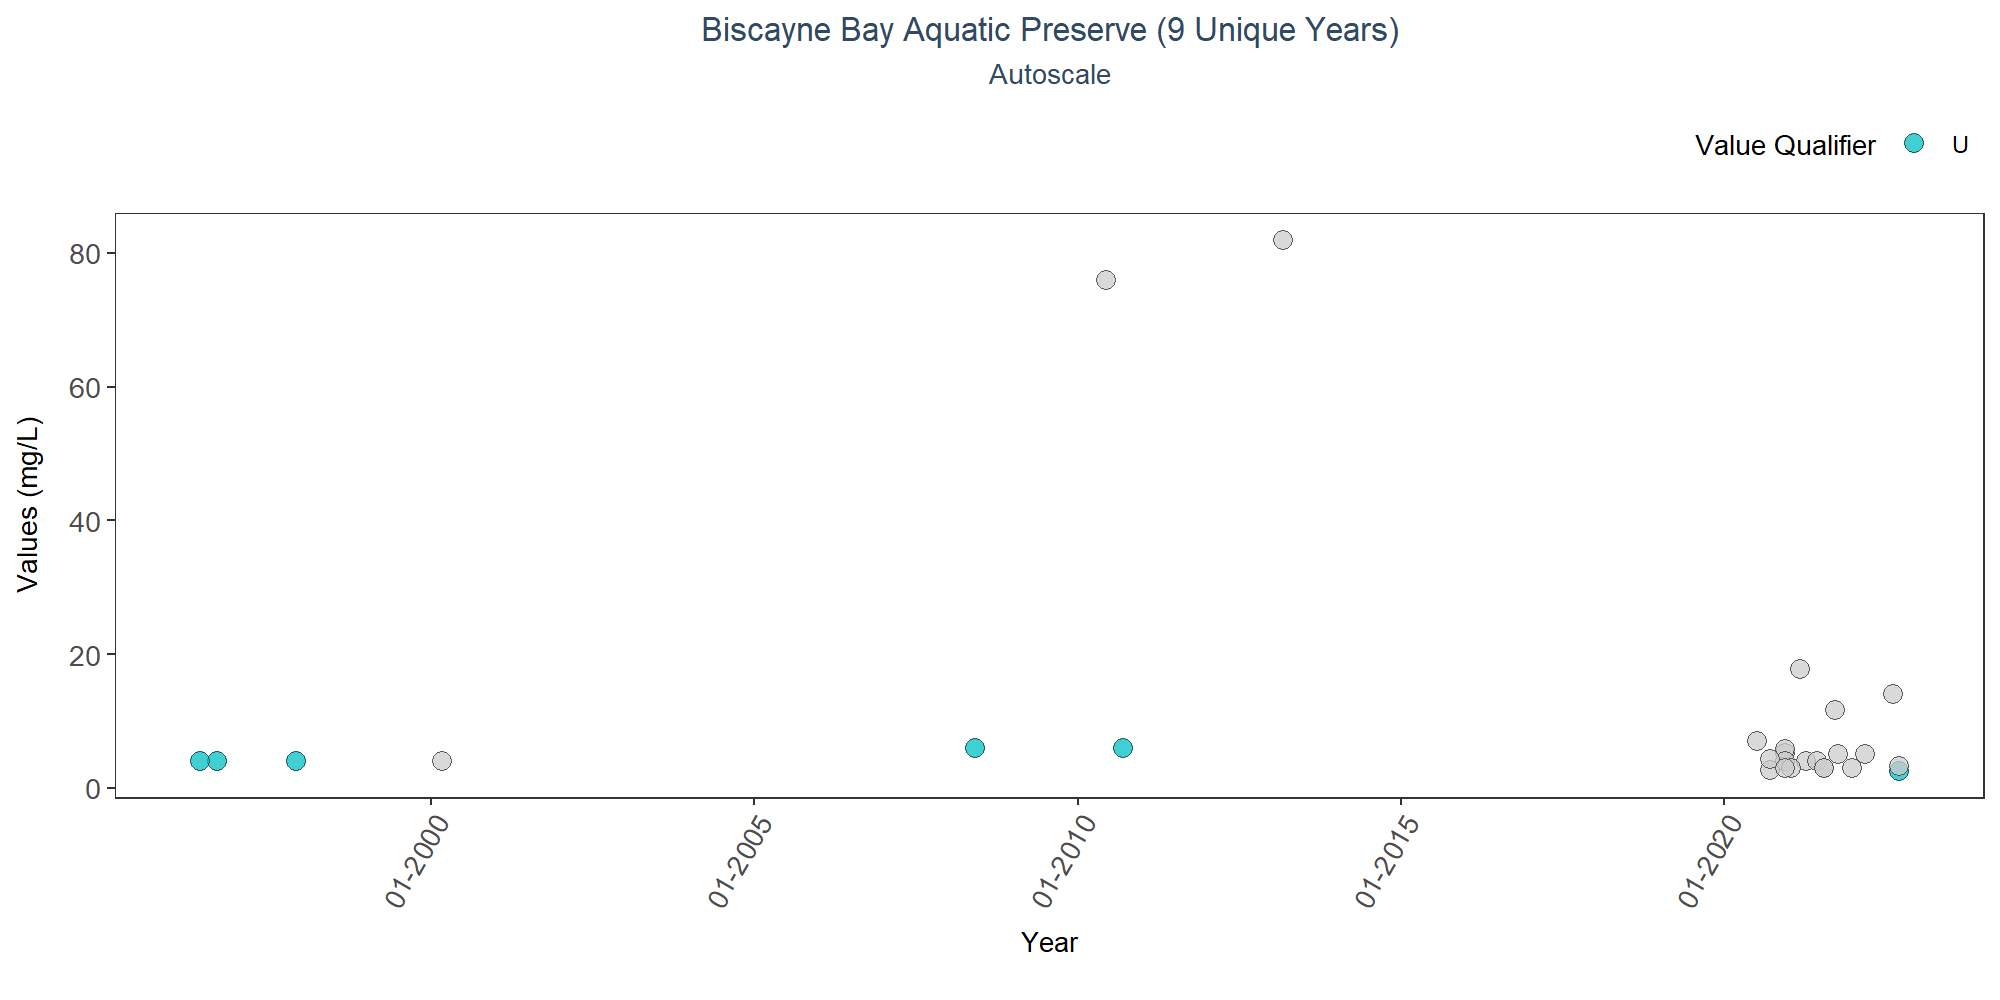 Biscayne Bay Aquatic Preserve (9 Unique Years)
Autoscale
Value Qualifier U
Values (mg/L)
80
60
40
20
0
01-2000 01-2005 01-2010 01-2015 01-2020
Year